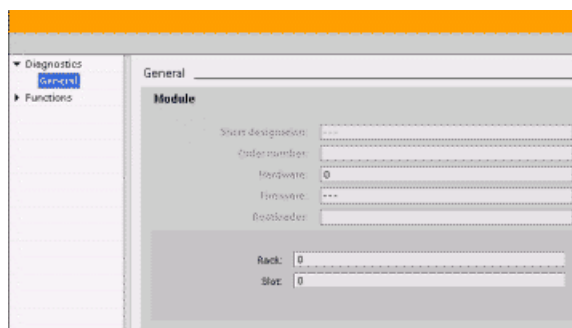 Diagnostics
General
Functions
General
Module
Short designation: ---
Order number:
Hardware: 0
Firmware: ---
Bootloader:
Rack: 0
Slot: 0